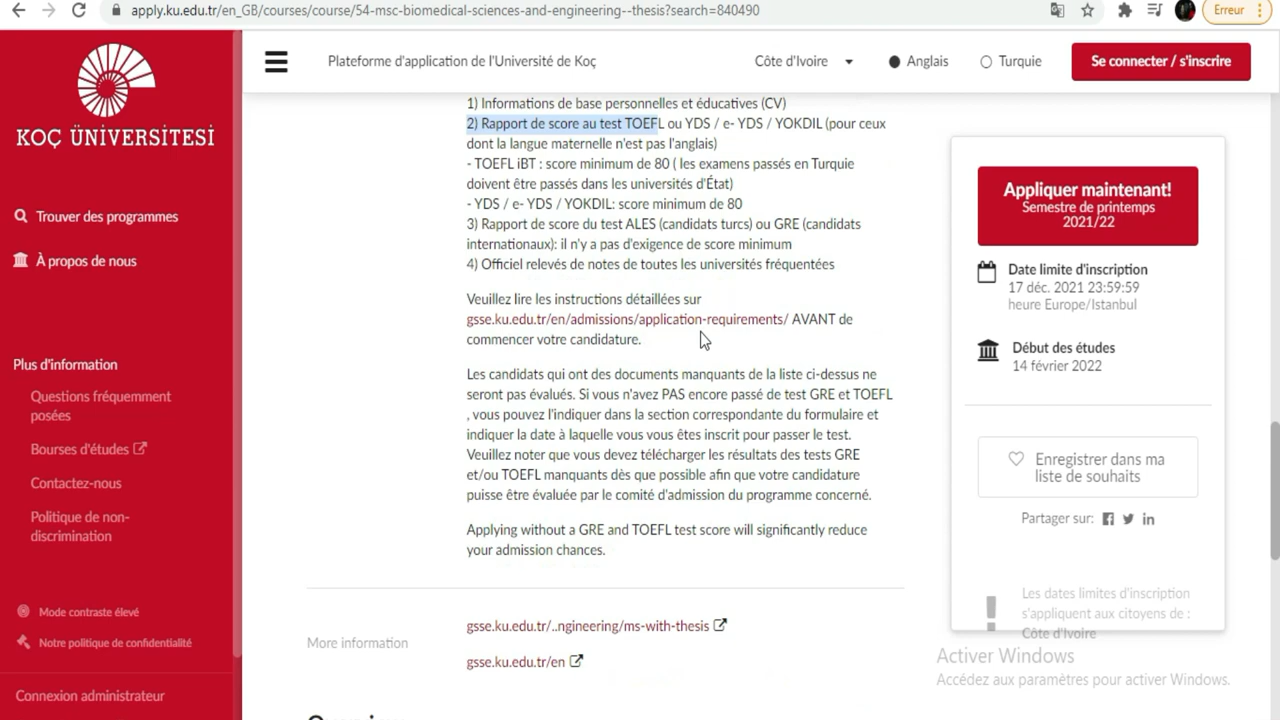 apply.ku.edu.tr/en_GB/courses/course/54-msc-biomedical-sciences-and-engineering--thesis?search=840490
Erreur
KOÇ ÜNİVERSİTESİ
Trouver des programmes
À propos de nous
Plus d'information
Questions fréquemment
posées
Bourses d'études
Contactez-nous
Politique de non-
discrimination
Mode contraste élevé
Notre politique de confidentialité
Connexion administrateur
Plateforme d'application de l'Université de Koç
Côte d'Ivoire
Anglais
Turquie
Se connecter / s'inscrire
1) Informations de base personnelles et éducatives (CV)
2) Rapport de score au test TOEFL ou YDS / e- YDS / YOKDIL (pour ceux
dont la langue maternelle n'est pas l'anglais)
- TOEFL iBT : score minimum de 80 ( les examens passés en Turquie
doivent être passés dans les universités d'État)
- YDS / e- YDS / YOKDIL: score minimum de 80
3) Rapport de score du test ALES (candidats turcs) ou GRE (candidats
internationaux): il n'y a pas d'exigence de score minimum
4) Officiel relevés de notes de toutes les universités fréquentées
Veuillez lire les instructions détaillées sur
gsse.ku.edu.tr/en/admissions/application-requirements/ AVANT de
commencer votre candidature.
Les candidats qui ont des documents manquants de la liste ci-dessus ne
seront pas évalués. Si vous n'avez PAS encore passé de test GRE et TOEFL
, vous pouvez l'indiquer dans la section correspondante du formulaire et
indiquer la date à laquelle vous vous êtes inscrit pour passer le test.
Veuillez noter que vous devez télécharger les résultats des tests GRE
et/ou TOEFL manquants dès que possible afin que votre candidature
puisse être évaluée par le comité d'admission du programme concerné.
Applying without a GRE and TOEFL test score will significantly reduce
your admission chances.
More information
gsse.ku.edu.tr/..ngineering/ms-with-thesis
gsse.ku.edu.tr/en
Appliquer maintenant!
Semestre de printemps
2021/22
Date limite d'inscription
17 déc. 2021 23:59:59
heure Europe/Istanbul
Début des études
14 février 2022
Enregistrer dans ma
liste de souhaits
Partager sur:
Les dates limites d'inscription
s'appliquent aux citoyens de :
Côte d'Ivoire
Activer Windows
Accédez aux paramètres pour activer Windows.